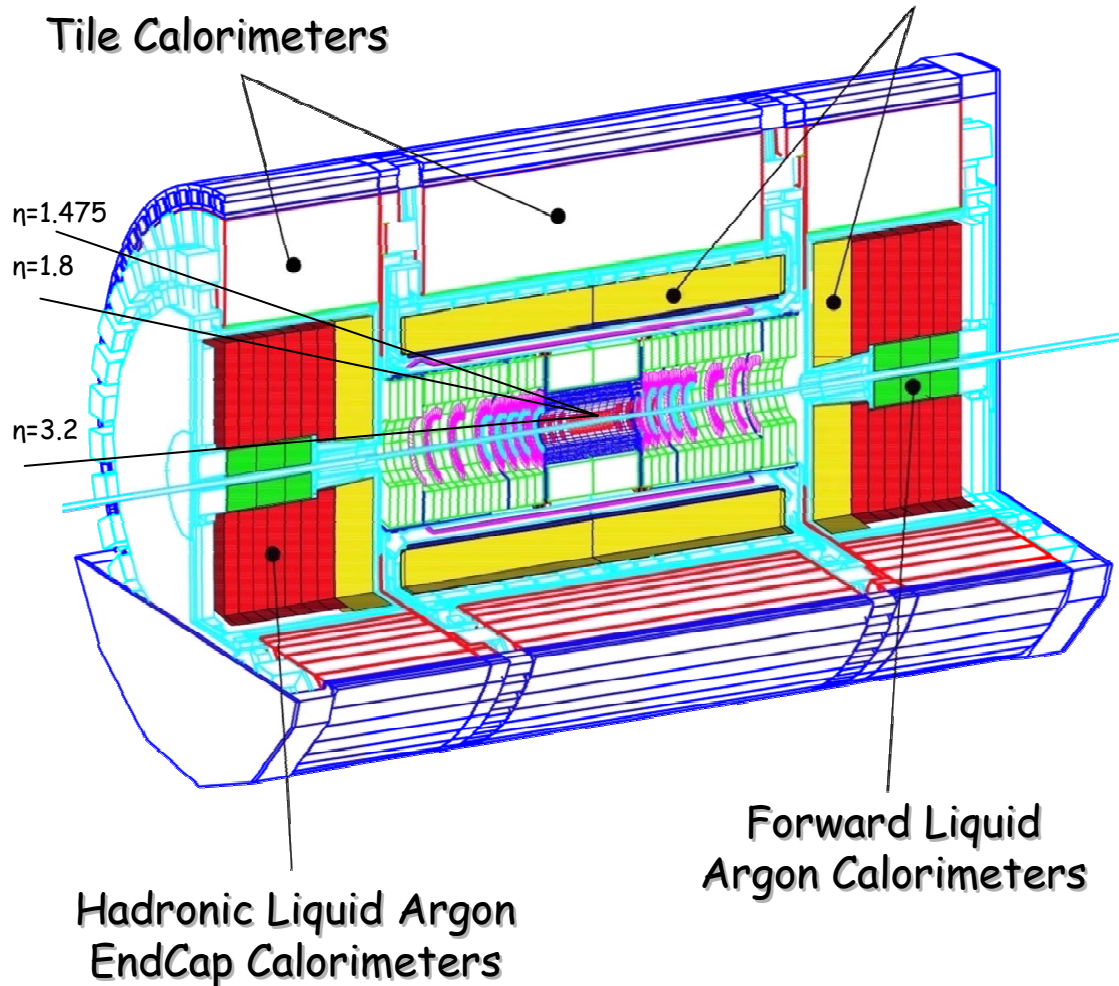 Tile Calorimeters
η=1.475
η=1.8
η=3.2
Forward Liquid
Argon Calorimeters
Hadronic Liquid Argon
EndCap Calorimeters